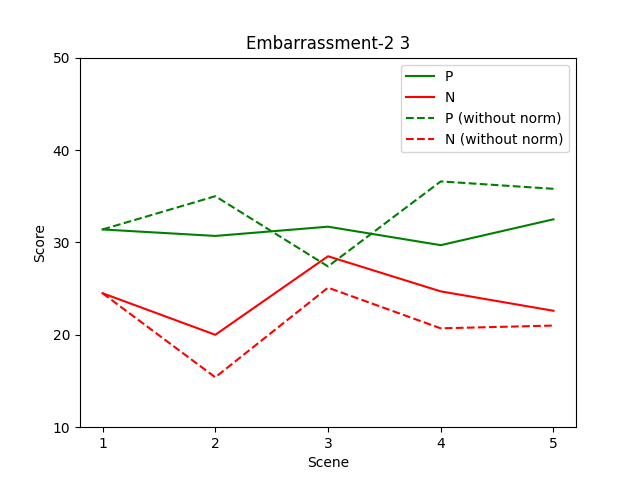 Embarrassment-2 3
50
40
30
20
10
Score
P
N
P (without norm)
N (without norm)
1 2 3 4 5
Scene